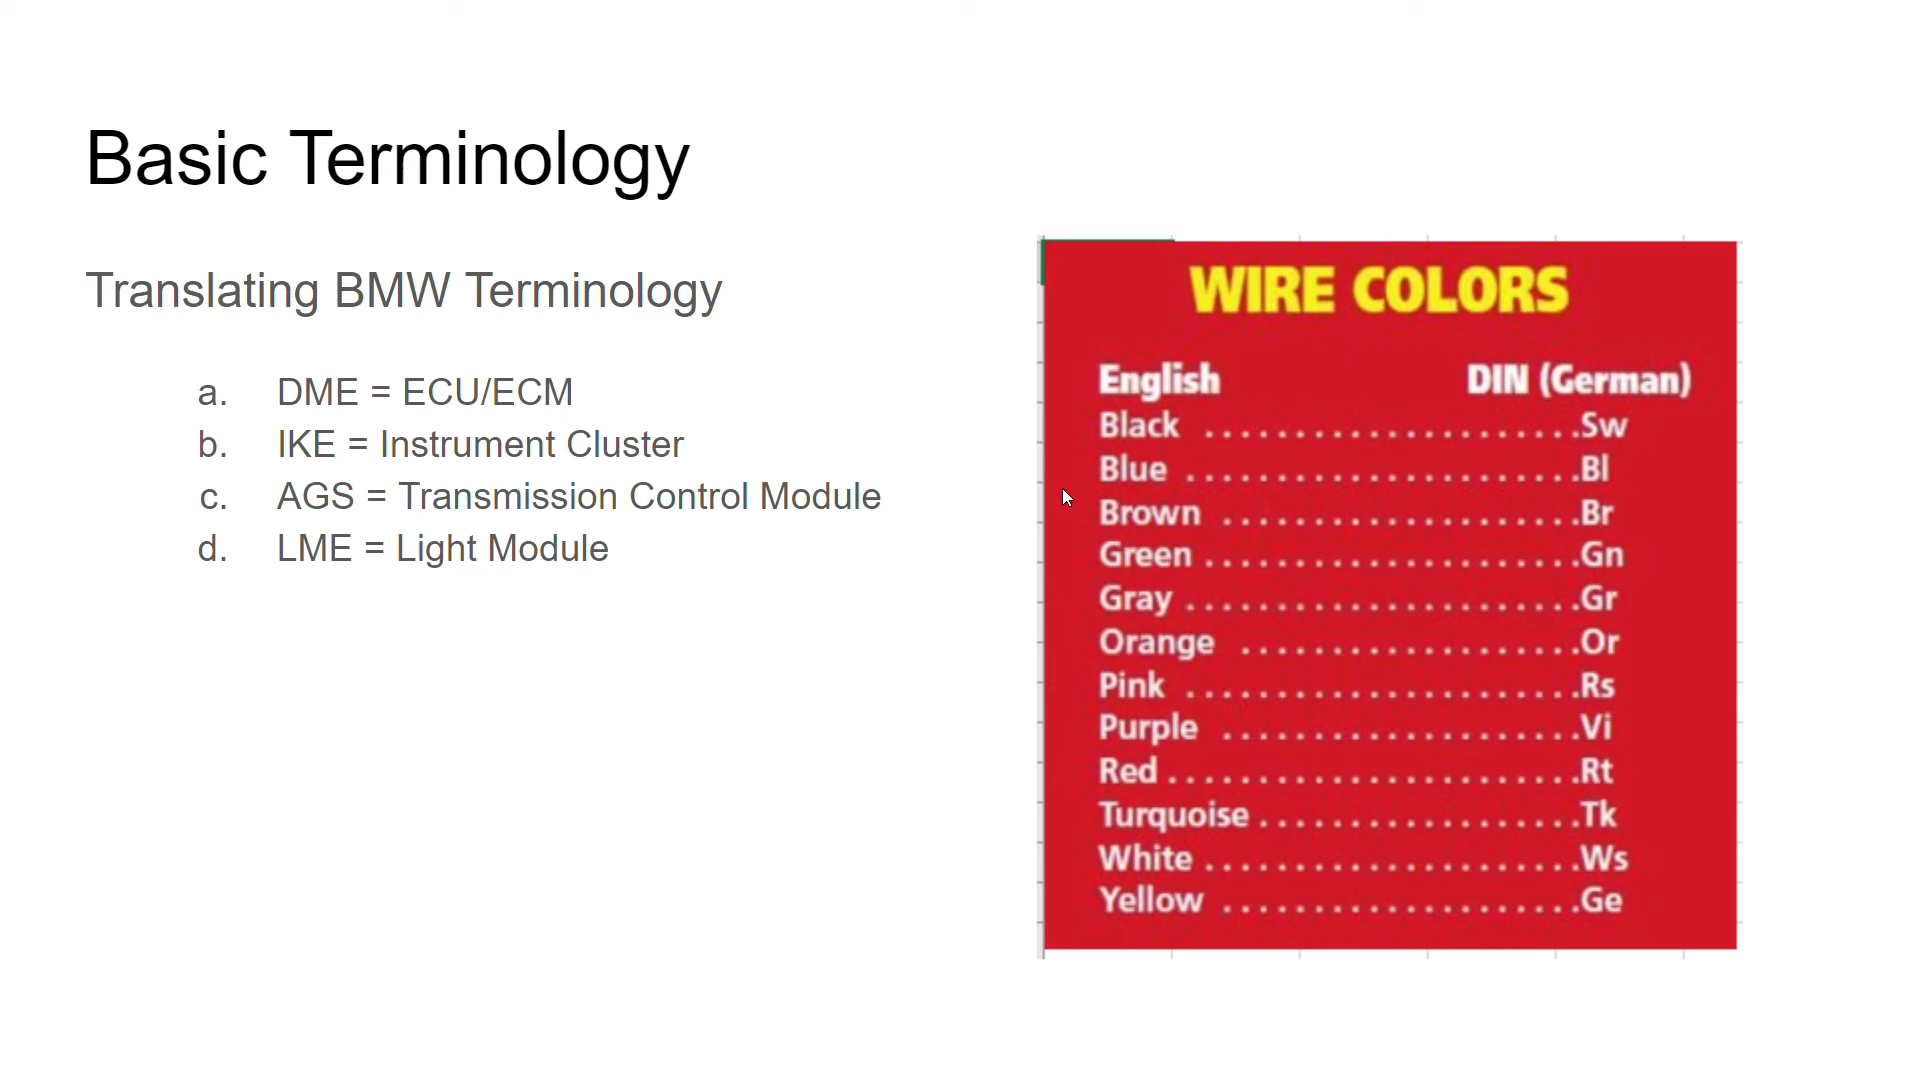 Basic Terminology
Translating BMW Terminology
a. DME = ECU/ECM
b. IKE = Instrument Cluster
c. AGS = Transmission Control Module
d. LME = Light Module
WIRE COLORS
English DIN (German)
Black . . . . . . . . . . . . . . . . . . . . .Sw
Blue . . . . . . . . . . . . . . . . . . . . . .Bl
Brown . . . . . . . . . . . . . . . . . . . .Br
Green . . . . . . . . . . . . . . . . . . . . .Gn
Gray . . . . . . . . . . . . . . . . . . . . . .Gr
Orange . . . . . . . . . . . . . . . . . . .Or
Pink . . . . . . . . . . . . . . . . . . . . . .Rs
Purple . . . . . . . . . . . . . . . . . . . .Vi
Red . . . . . . . . . . . . . . . . . . . . . . .Rt
Turquoise . . . . . . . . . . . . . . . . . .Tk
White . . . . . . . . . . . . . . . . . . . . .Ws
Yellow . . . . . . . . . . . . . . . . . . . .Ge